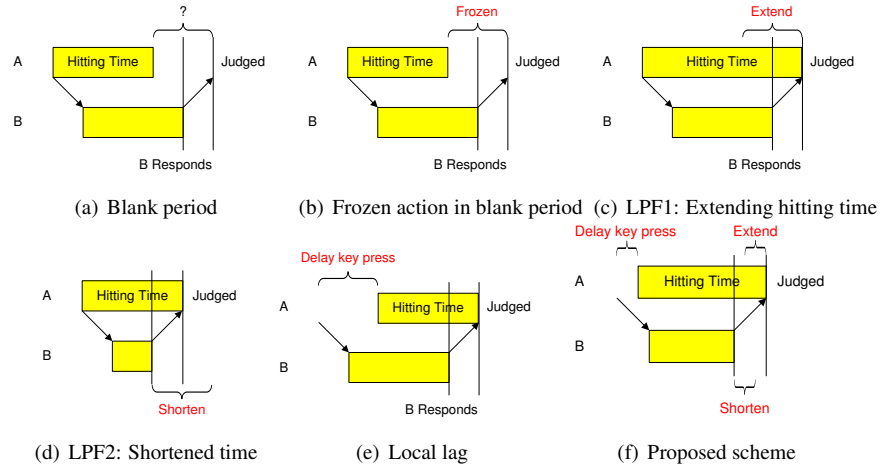 ?
A
Hitting Time
Judged
B
B Responds
(a) Blank period
Frozen
A
Hitting Time
Judged
B
B Responds
(b) Frozen action in blank period
Extend
A
Hitting Time
Judged
B
B Responds
(c) LPF1: Extending hitting time
A
Hitting Time
Judged
B
Shorten
(d) LPF2: Shortened time
Delay key press
A
Hitting Time
Judged
B
B Responds
(e) Local lag
Delay key press
Extend
A
Hitting Time
Judged
B
Shorten
(f) Proposed scheme